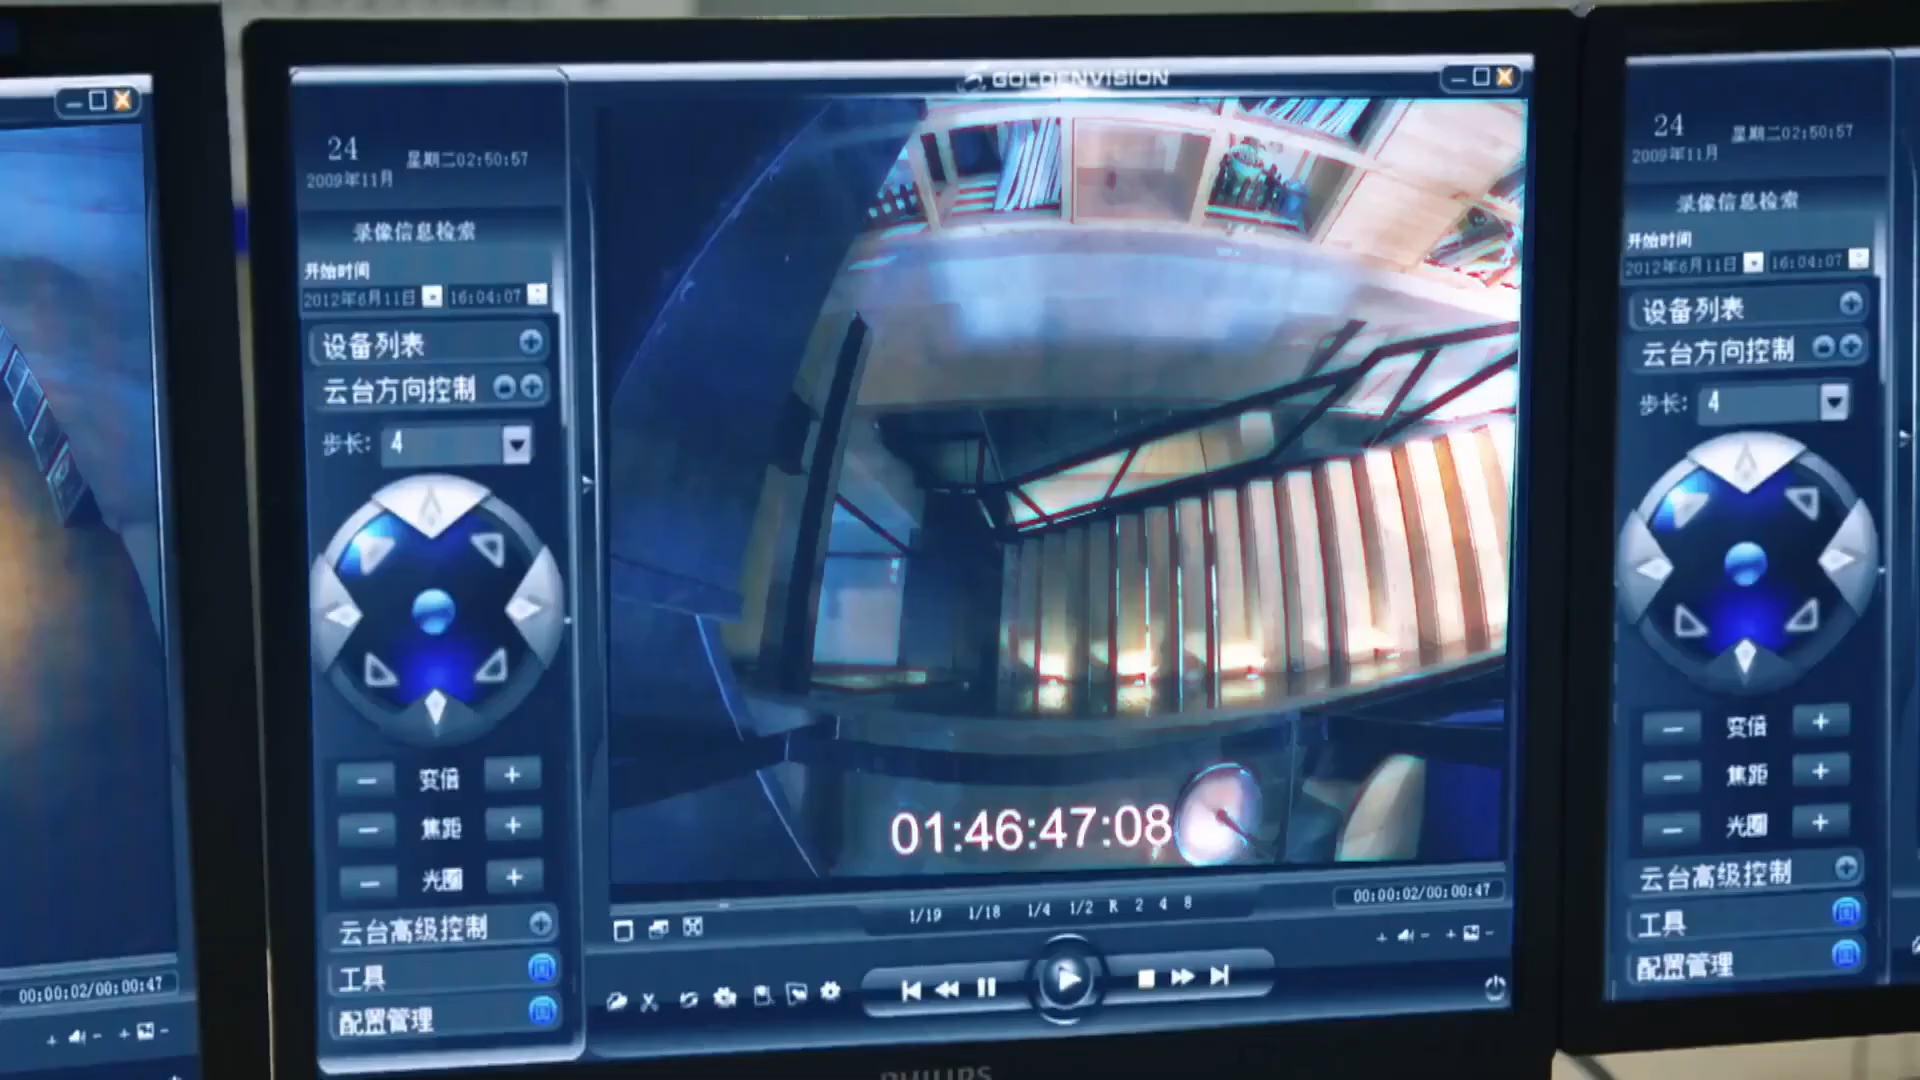 GOLDENVISION
24
星期二02:50:57
2009年11月
录像信息检索
开始时间
2012年6月11日 16:04:07
设备列表
云台方向控制
步长: 4
变倍
焦距
光圈
云台高级控制
工具
配置管理
01:46:47:08
1/19 1/18 1/4 1/2 R 2 4 8
00:00:02/00:00:47
PHILIPS
00:00:02/00:00:47
24
星期二02:50:57
2009年11月
录像信息检索
开始时间
2012年6月11日 16:04:07
设备列表
云台方向控制
步长: 4
变倍
焦距
光圈
云台高级控制
工具
配置管理